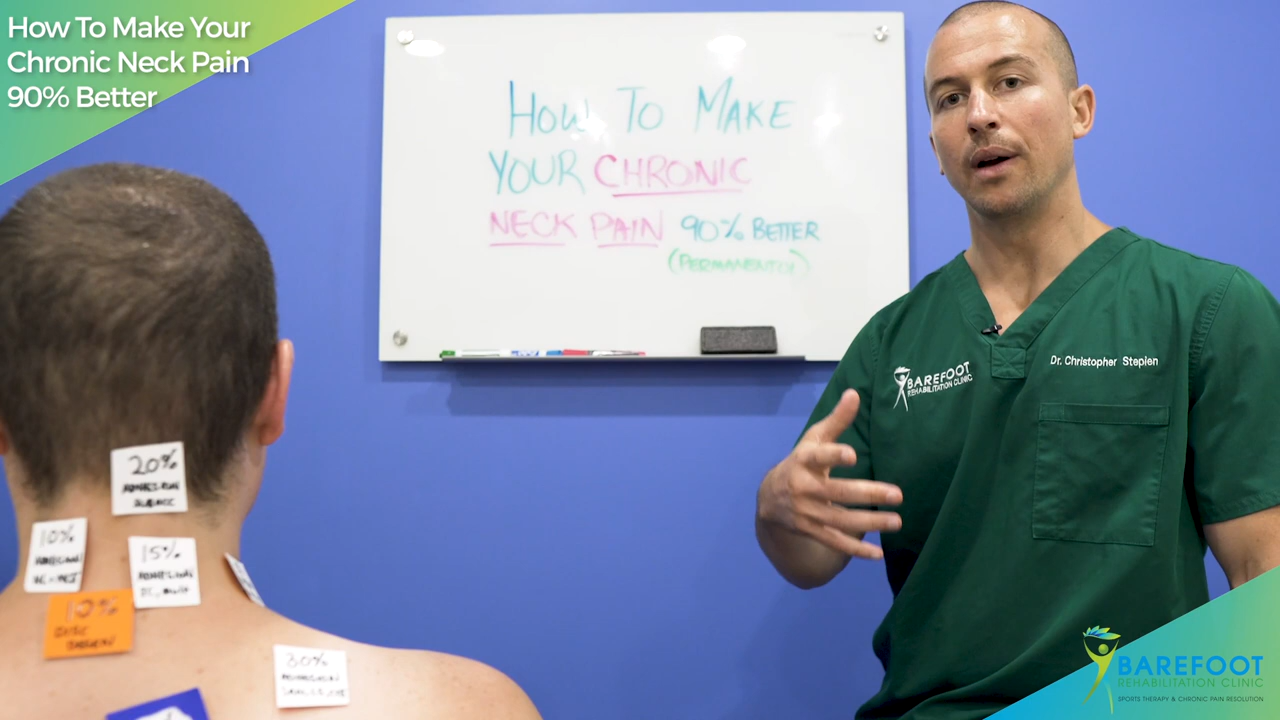 How To Make Your
Chronic Neck Pain
90% Better
HOW TO MAKE
YOUR CHRONIC
NECK PAIN 90% BETTER
(PERMANENTLY)
BAREFOOT
REHABILITATION CLINIC
Dr. Christopher Stepien
20%
10%
15%
10%
DISC
30%
BAREFOOT
REHABILITATION CLINIC
SPORTS THERAPY & CHRONIC PAIN RESOLUTION